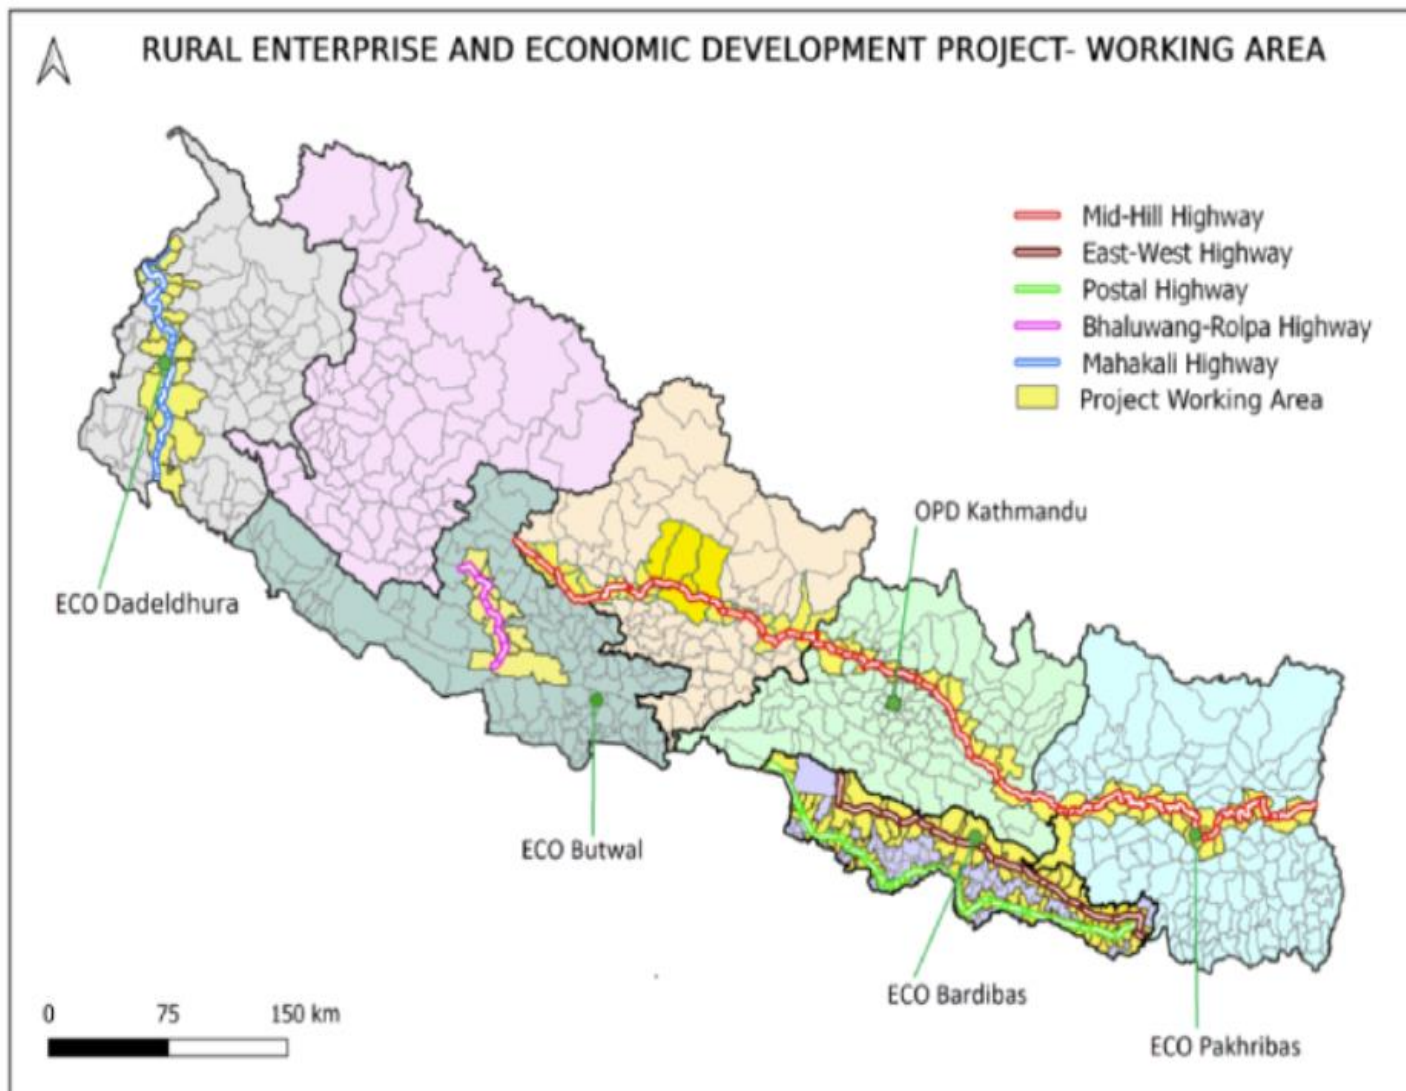 RURAL ENTERPRISE AND ECONOMIC DEVELOPMENT PROJECT- WORKING AREA
Mid-Hill Highway
East-West Highway
Postal Highway
Bhaluwang-Rolpa Highway
Mahakali Highway
Project Working Area
OPD Kathmandu
ECO Dadeldhura
ECO Butwal
ECO Bardibas
ECO Pakhribas
0 75 150 km